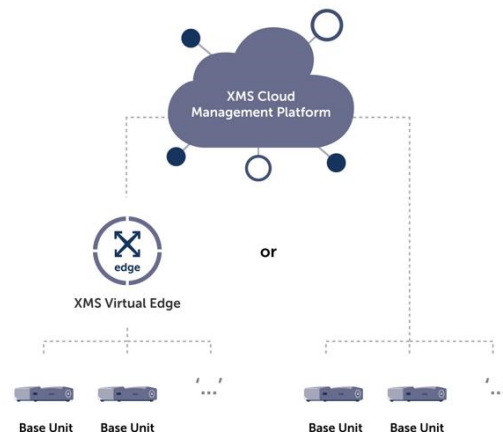 XMS Cloud
Management Platform
edge
or
XMS Virtual Edge
'...'
'...
Base Unit
Base Unit
Base Unit
Base Unit